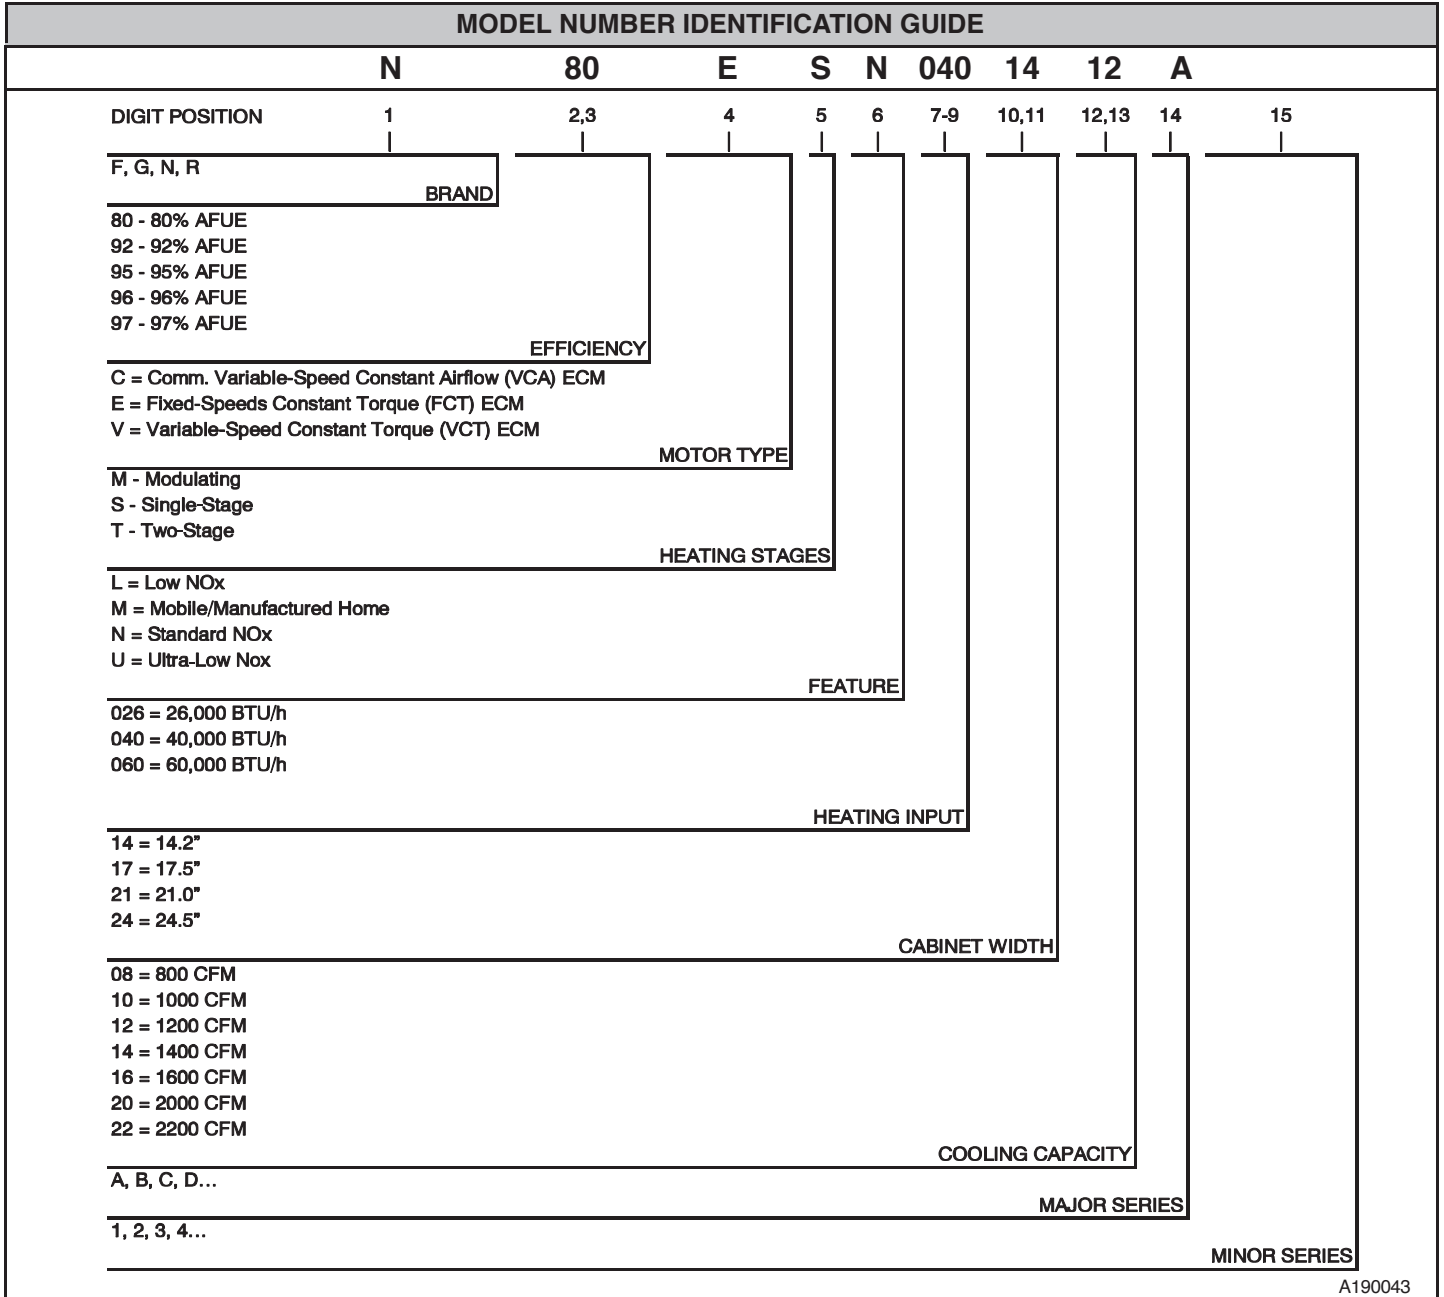 MODEL NUMBER IDENTIFICATION GUIDE
N 80 E S N 040 14 12 A
DIGIT POSITION 1 2,3 4 5 6 7-9 10,11 12,13 14 15
F, G, N, R
BRAND
80 - 80% AFUE
92 - 92% AFUE
95 - 95% AFUE
96 - 96% AFUE
97 - 97% AFUE
EFFICIENCY
C = Comm. Variable-Speed Constant Airflow (VCA) ECM
E = Fixed-Speeds Constant Torque (FCT) ECM
V = Variable-Speed Constant Torque (VCT) ECM
MOTOR TYPE
M - Modulating
S - Single-Stage
T - Two-Stage
HEATING STAGES
L = Low NOx
M = Mobile/Manufactured Home
N = Standard NOx
U = Ultra-Low Nox
FEATURE
026 = 26,000 BTU/h
040 = 40,000 BTU/h
060 = 60,000 BTU/h
HEATING INPUT
14 = 14.2"
17 = 17.5"
21 = 21.0"
24 = 24.5"
CABINET WIDTH
08 = 800 CFM
10 = 1000 CFM
12 = 1200 CFM
14 = 1400 CFM
16 = 1600 CFM
20 = 2000 CFM
22 = 2200 CFM
COOLING CAPACITY
A, B, C, D...
MAJOR SERIES
1, 2, 3, 4...
MINOR SERIES
A190043